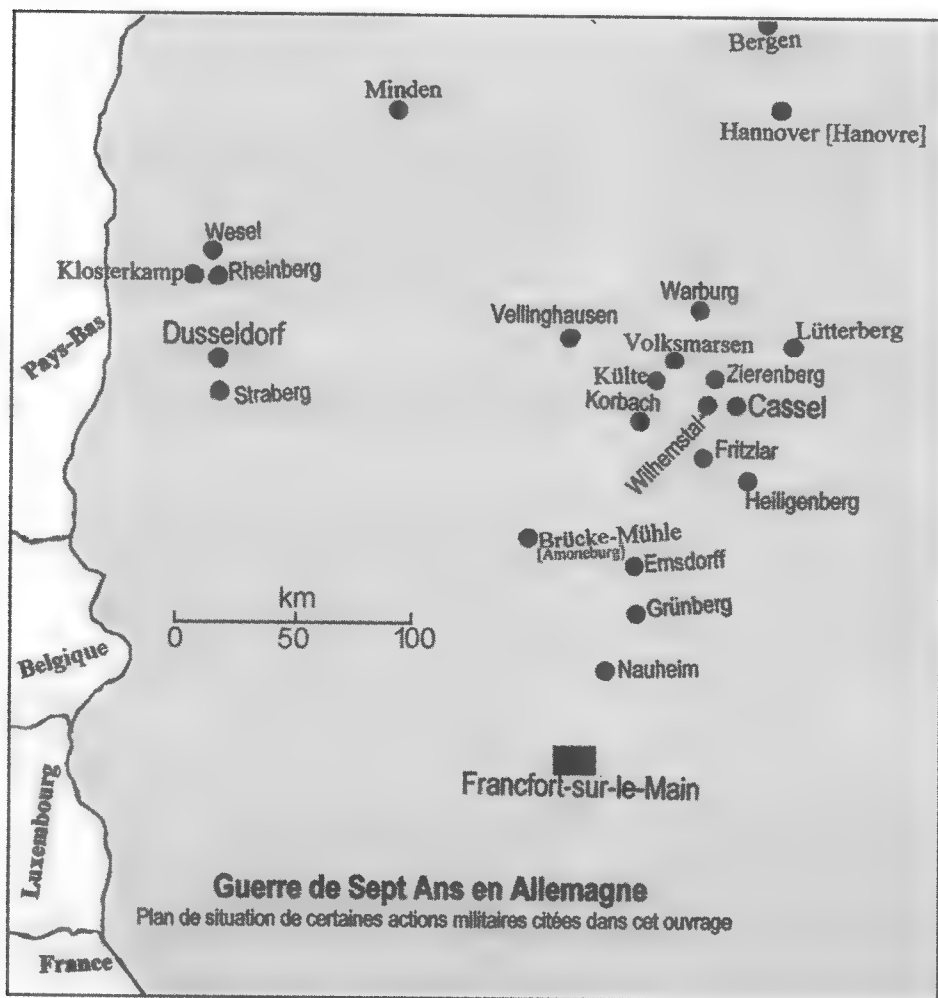 Bergen
Minden
Hannover [Hanovre]
Wesel
Klosterkamp
Rheinberg
Warburg
Vellinghausen
Lütterberg
Pays-Bas
Dusseldorf
Volksmarsen
Külte
Zierenberg
Straberg
Korbach
Cassel
Wilhemstal
Fritzlar
Heiligenberg
Brücke-Mühle
(Amoneburg)
Emsdorff
km
0 50 100
Grünberg
Belgique
Nauheim
Francfort-sur-le-Main
Luxembourg
Guerre de Sept Ans en Allemagne
Plan de situation de certaines actions militaires citées dans cet ouvrage
France